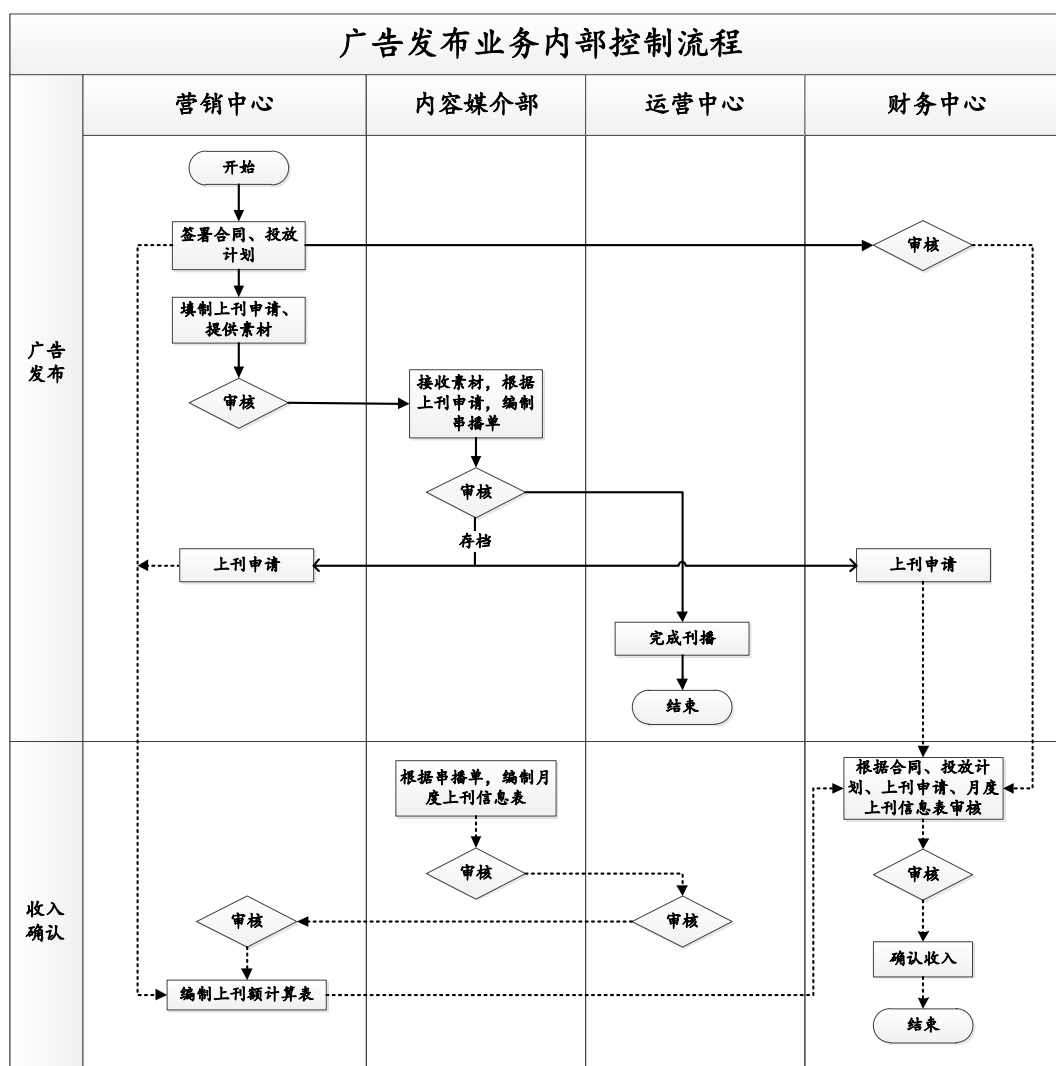 广告发布业务内部控制流程
营销中心
内容媒介部
运营中心
财务中心
广告
发布
开始
签署合同、投放
计划
审核
填制上刊申请、
提供素材
审核
接收素材，根据
上刊申请，编制
串播单
审核
存档
上刊申请
上刊申请
完成刊播
结束
收入
确认
根据串播单，编制月
度上刊信息表
根据合同、投放计
划、上刊申请、月度
上刊信息表审核
审核
审核
审核
审核
确认收入
编制上刊额计算表
结束